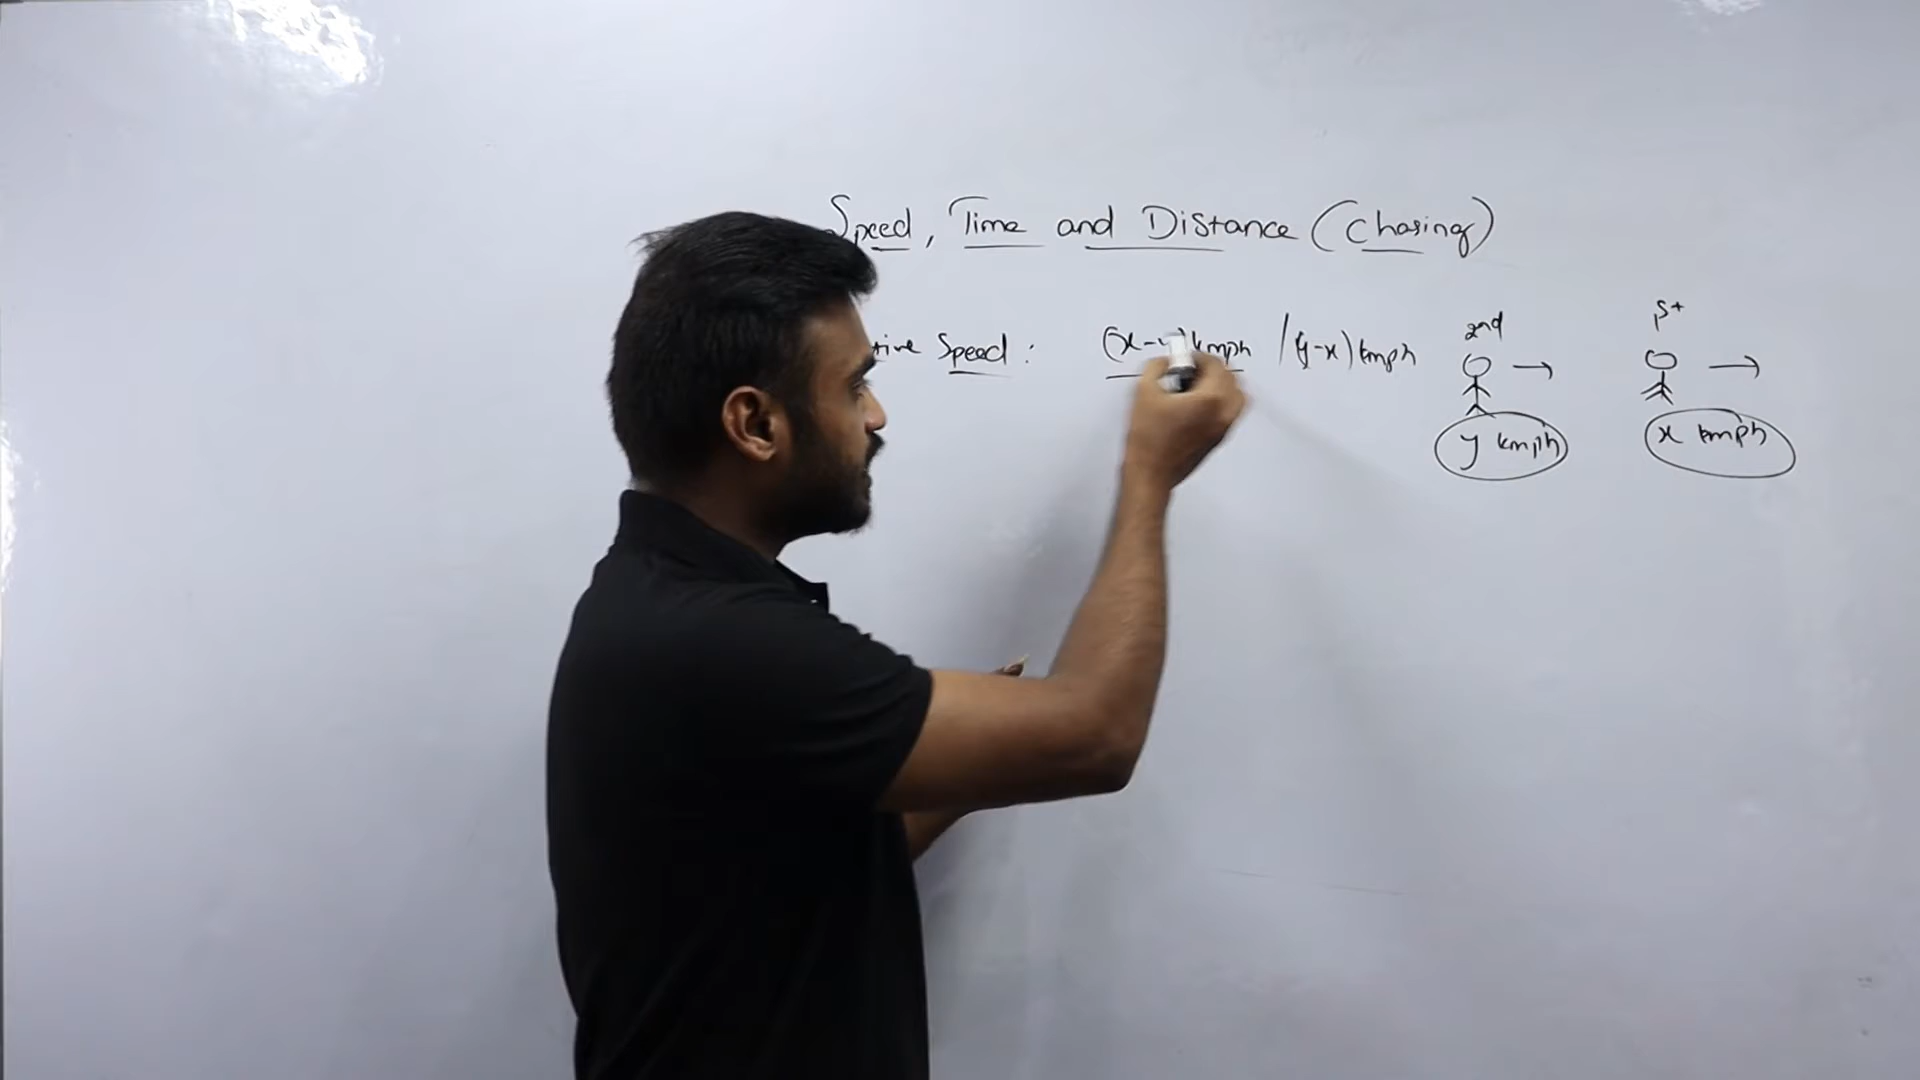 Speed, Time and Distance (Chasing)
tive Speed : (x-y) kmph / (y-x) kmph
2nd 1st
y kmph x kmph